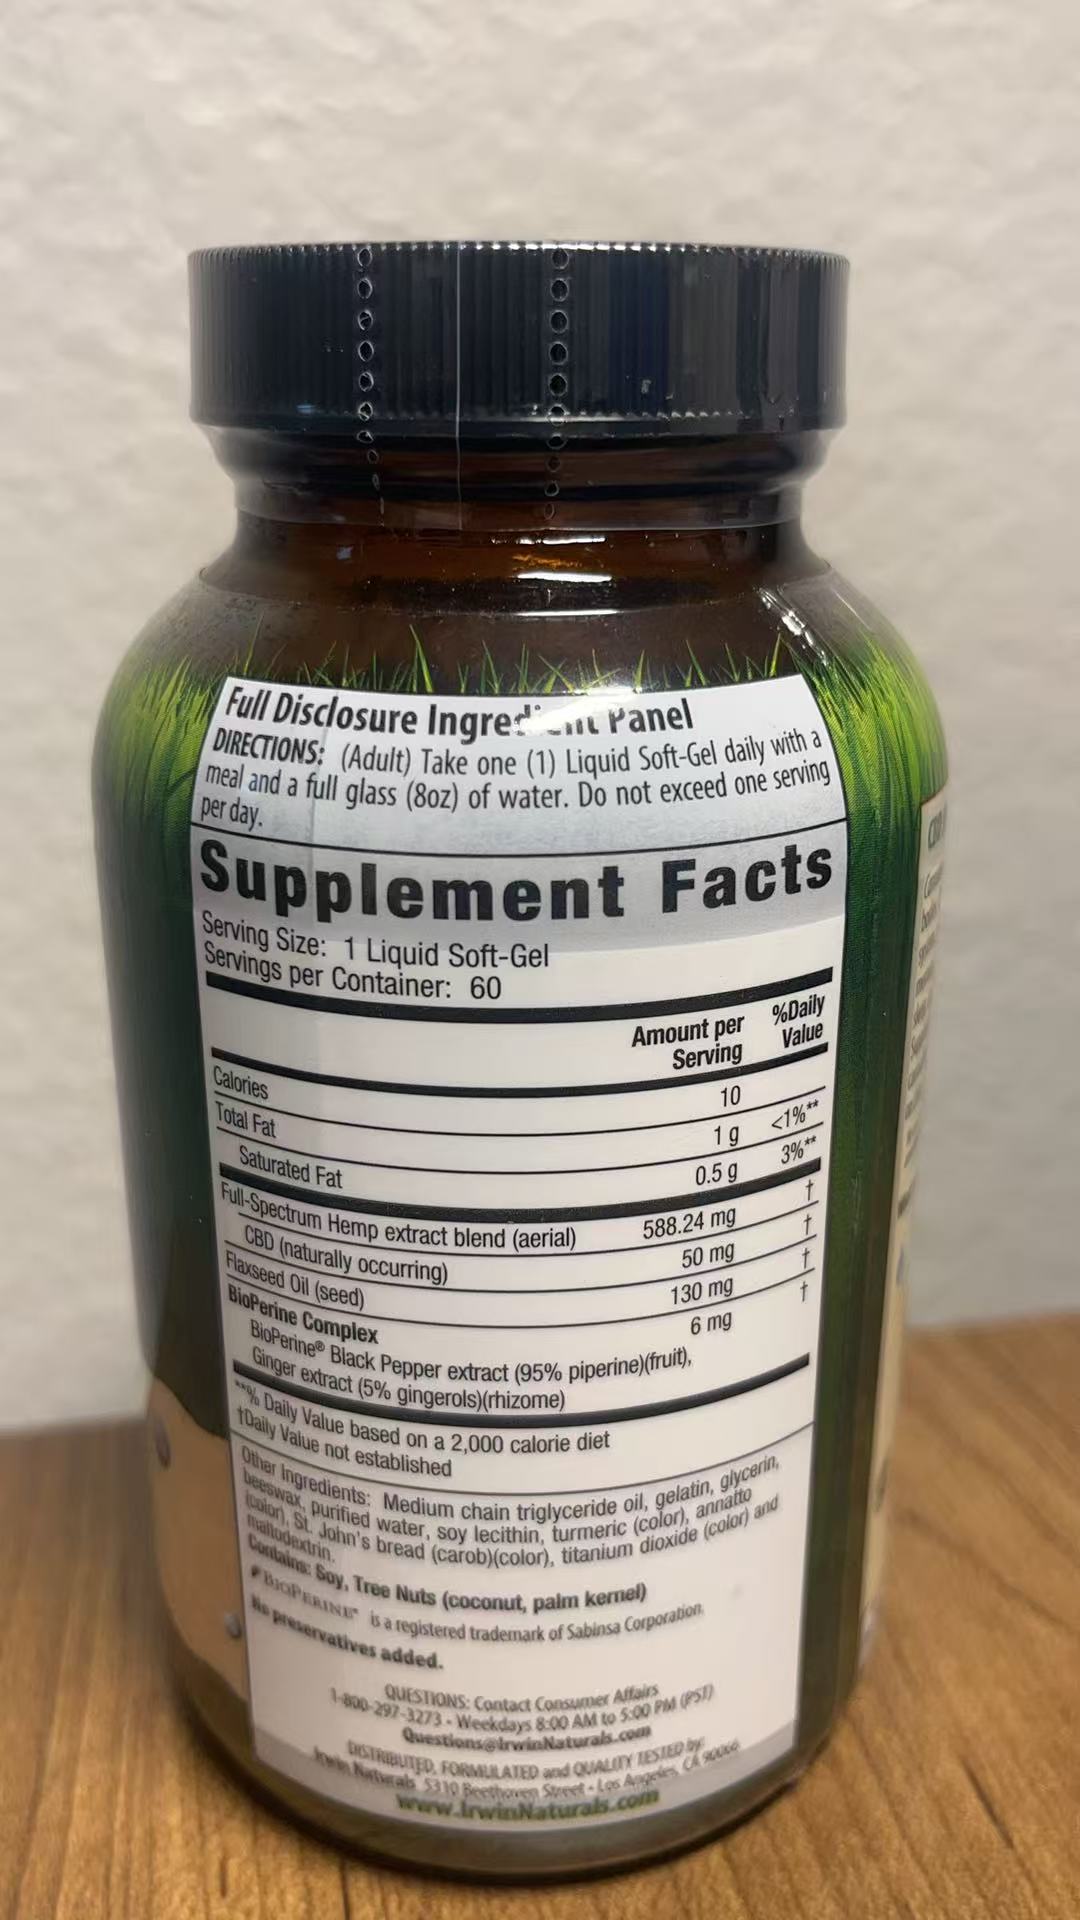 Full Disclosure Ingredient Panel
DIRECTIONS: (Adult) Take one (1) Liquid Soft-Gel daily with a
meal and a full glass (8oz) of water. Do not exceed one serving
per day.
Supplement Facts
Serving Size: 1 Liquid Soft-Gel
Servings per Container: 60
Amount per Serving %Daily Value
Calories 10
Total Fat 1 g <1%**
Saturated Fat 0.5 g 3%**
Full-Spectrum Hemp extract blend (aerial) 588.24 mg †
CBD (naturally occurring) 50 mg †
Flaxseed Oil (seed) 130 mg †
BioPerine Complex 6 mg †
BioPerine® Black Pepper extract (95% piperine)(fruit),
Ginger extract (5% gingerols)(rhizome)
**% Daily Value based on a 2,000 calorie diet
†Daily Value not established
Other Ingredients: Medium chain triglyceride oil, gelatin, glycerin,
beeswax, purified water, soy lecithin, turmeric (color), annatto
(color), St. John's bread (carob)(color), titanium dioxide (color) and
maltodextrin.
Contains: Soy, Tree Nuts (coconut, palm kernel)
BIOPERINE® is a registered trademark of Sabinsa Corporation.
No preservatives added.
QUESTIONS: Contact Consumer Affairs
1-800-297-3273 - Weekdays 8:00 AM to 5:00 PM (PST)
Questions@IrwinNaturals.com
DISTRIBUTED, FORMULATED and QUALITY TESTED by:
Irwin Naturals 5310 Beethoven Street - Los Angeles, CA 90066
www.IrwinNaturals.com